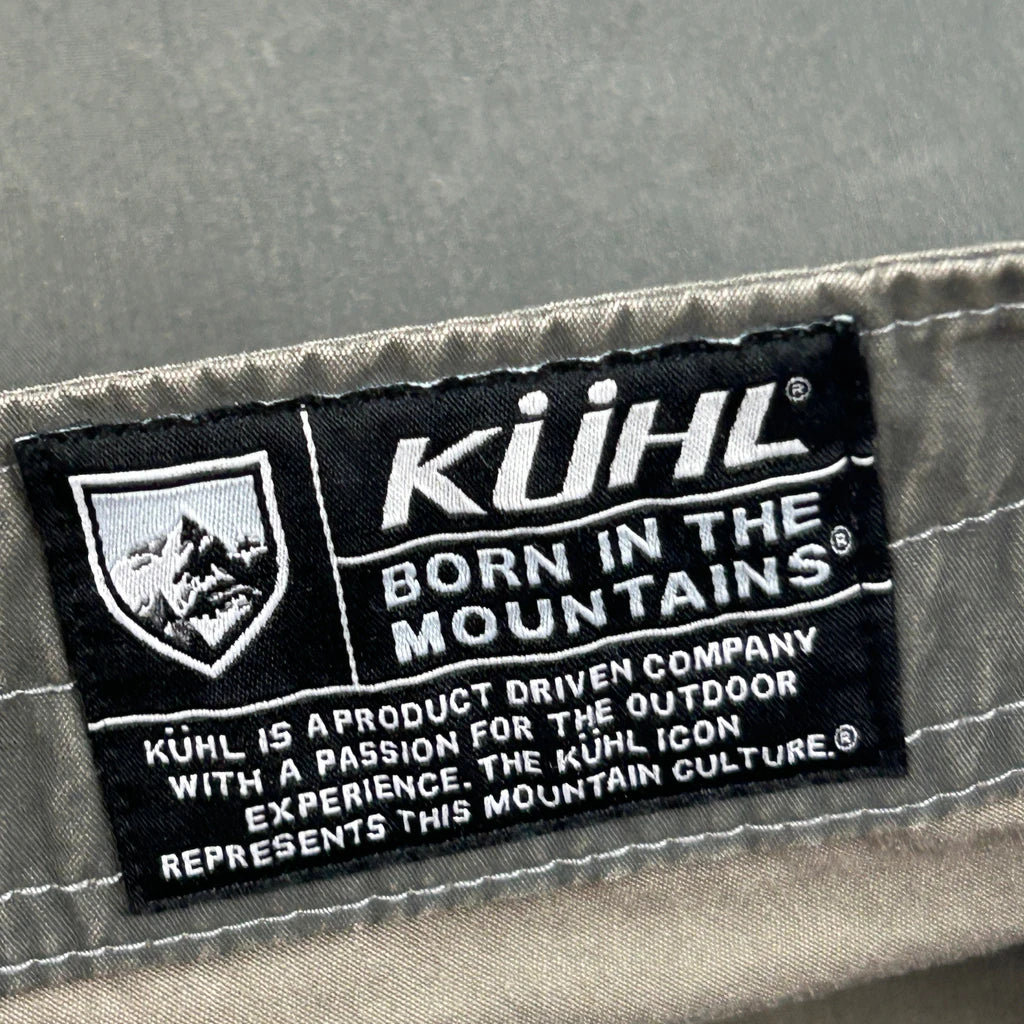 KÜHL®
BORN IN THE
MOUNTAINS®
KÜHL IS A PRODUCT DRIVEN COMPANY
WITH A PASSION FOR THE OUTDOOR
EXPERIENCE. THE KÜHL ICON
REPRESENTS THIS MOUNTAIN CULTURE.®